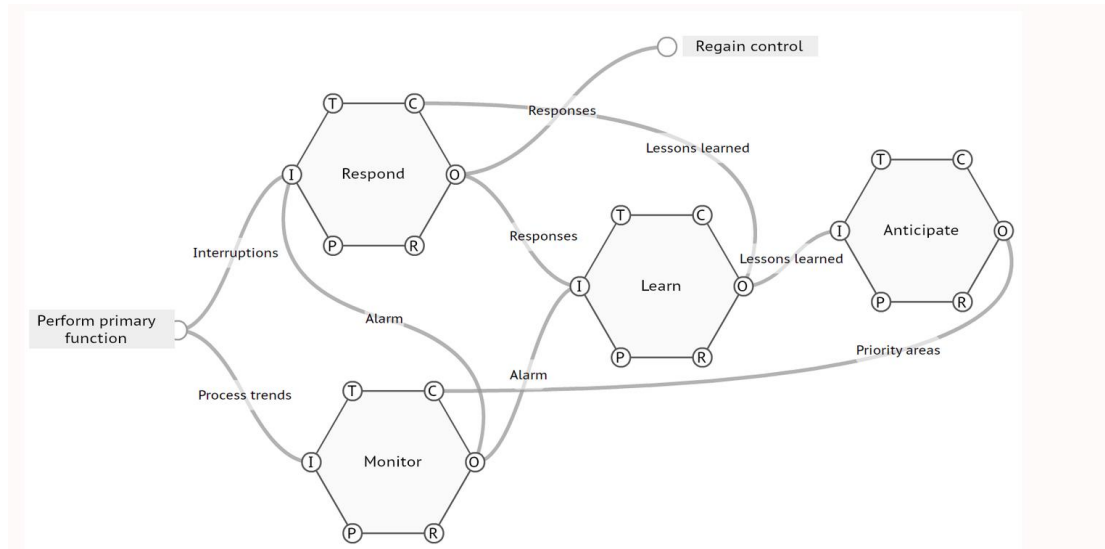 Regain control
T
C
Responses
Lessons learned
I
Respond
O
T
C
I
Anticipate
O
P
R
Interruptions
Responses
T
C
Lessons learned
I
Learn
O
P
R
Perform primary
function
Alarm
P
R
Priority areas
Process trends
Alarm
T
C
I
Monitor
O
P
R